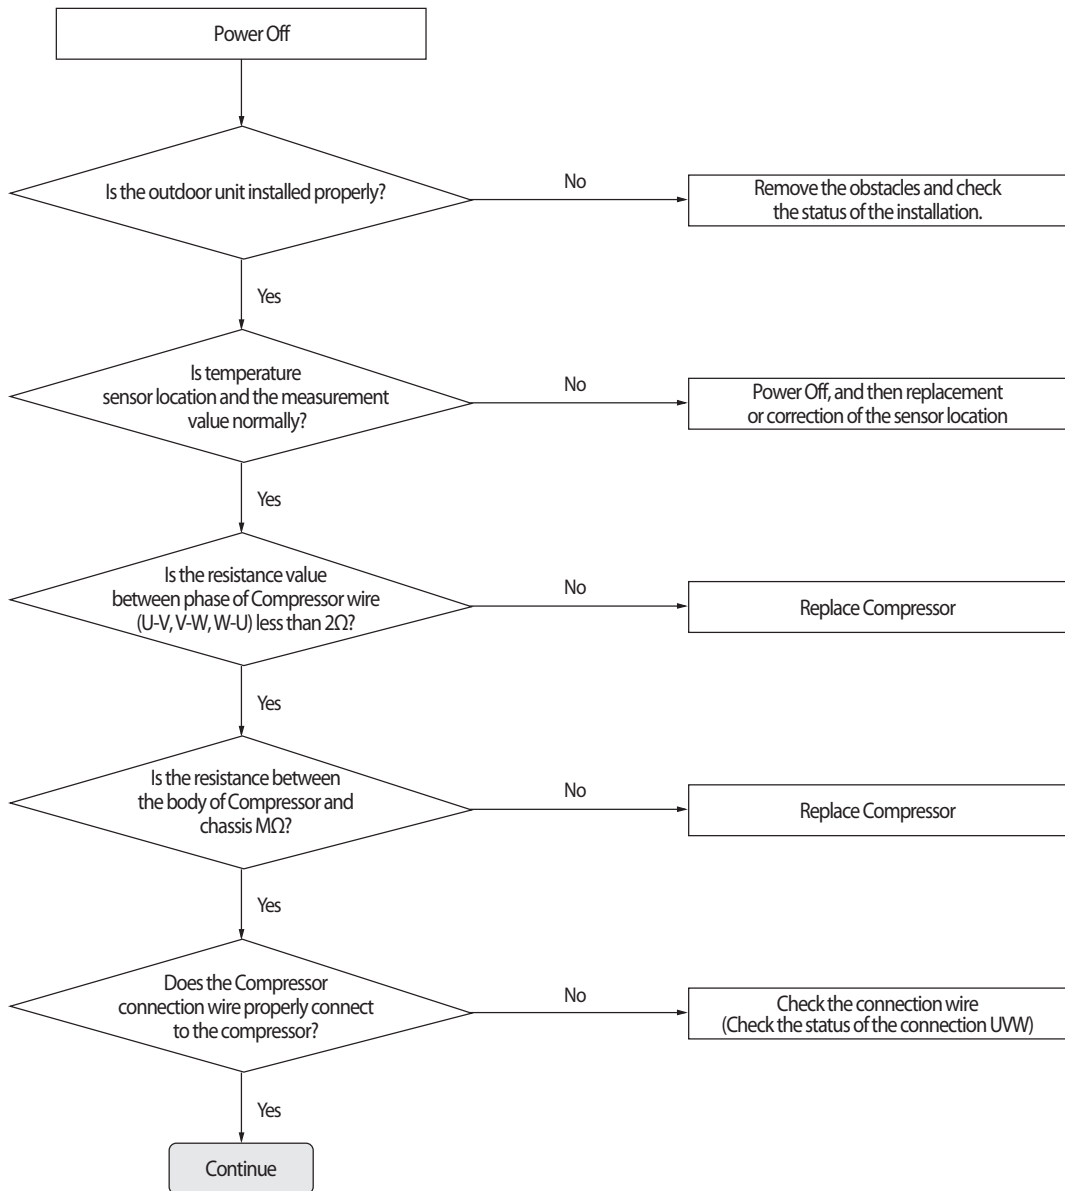 Power Off
Is the outdoor unit installed properly?
No
Remove the obstacles and check
the status of the installation.
Yes
Is temperature
sensor location and the measurement
value normally?
No
Power Off, and then replacement
or correction of the sensor location
Yes
Is the resistance value
between phase of Compressor wire
(U-V, V-W, W-U) less than 2Ω?
No
Replace Compressor
Yes
Is the resistance between
the body of Compressor and
chassis MΩ?
No
Replace Compressor
Yes
Does the Compressor
connection wire properly connect
to the compressor?
No
Check the connection wire
(Check the status of the connection UVW)
Yes
Continue